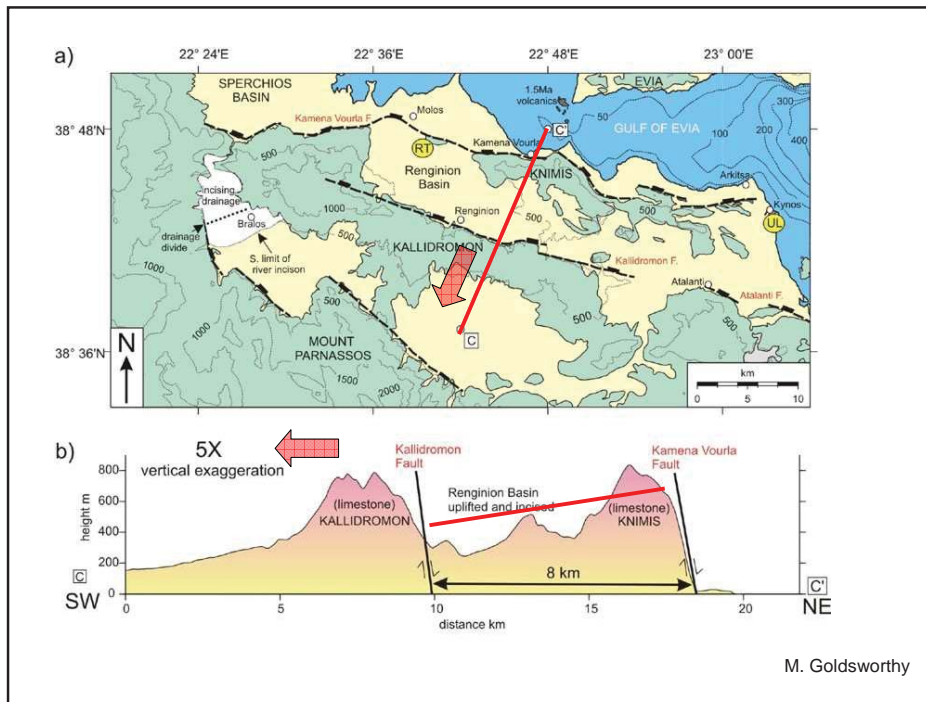 22° 24'E 22° 36'E 22° 48'E 23° 00'E
a)
SPERCHIOS
BASIN
EVIA
1.5Ma
volcanics
Molos
Kamena Vourla F.
38° 48'N
C'
GULF OF EVIA
50
100
200
300
400
RT
Kamena Vourla
KNIMIS
Renginion
Basin
Arkitsa
Kynos
UL
500
500
1000
Incising
drainage
Bralos
Renginion
drainage
divide
500
500
KALLIDROMON
S. limit of
river incison
Kallidromon F.
Atalanti
Atalanti F.
1000
1000
500
500
500
MOUNT
PARNASSOS
C
N
38° 36'N
1500
2000
km
0 5 10
b)
5X
vertical exaggeration
Kallidromon
Fault
Kamena Vourla
Fault
800
600
400
200
0
height m
(limestone)
KALLIDROMON
Renginion Basin
uplifted and incised
(limestone)
KNIMIS
8 km
C
SW
C'
NE
0 5 10 15 20
distance km
M. Goldsworthy